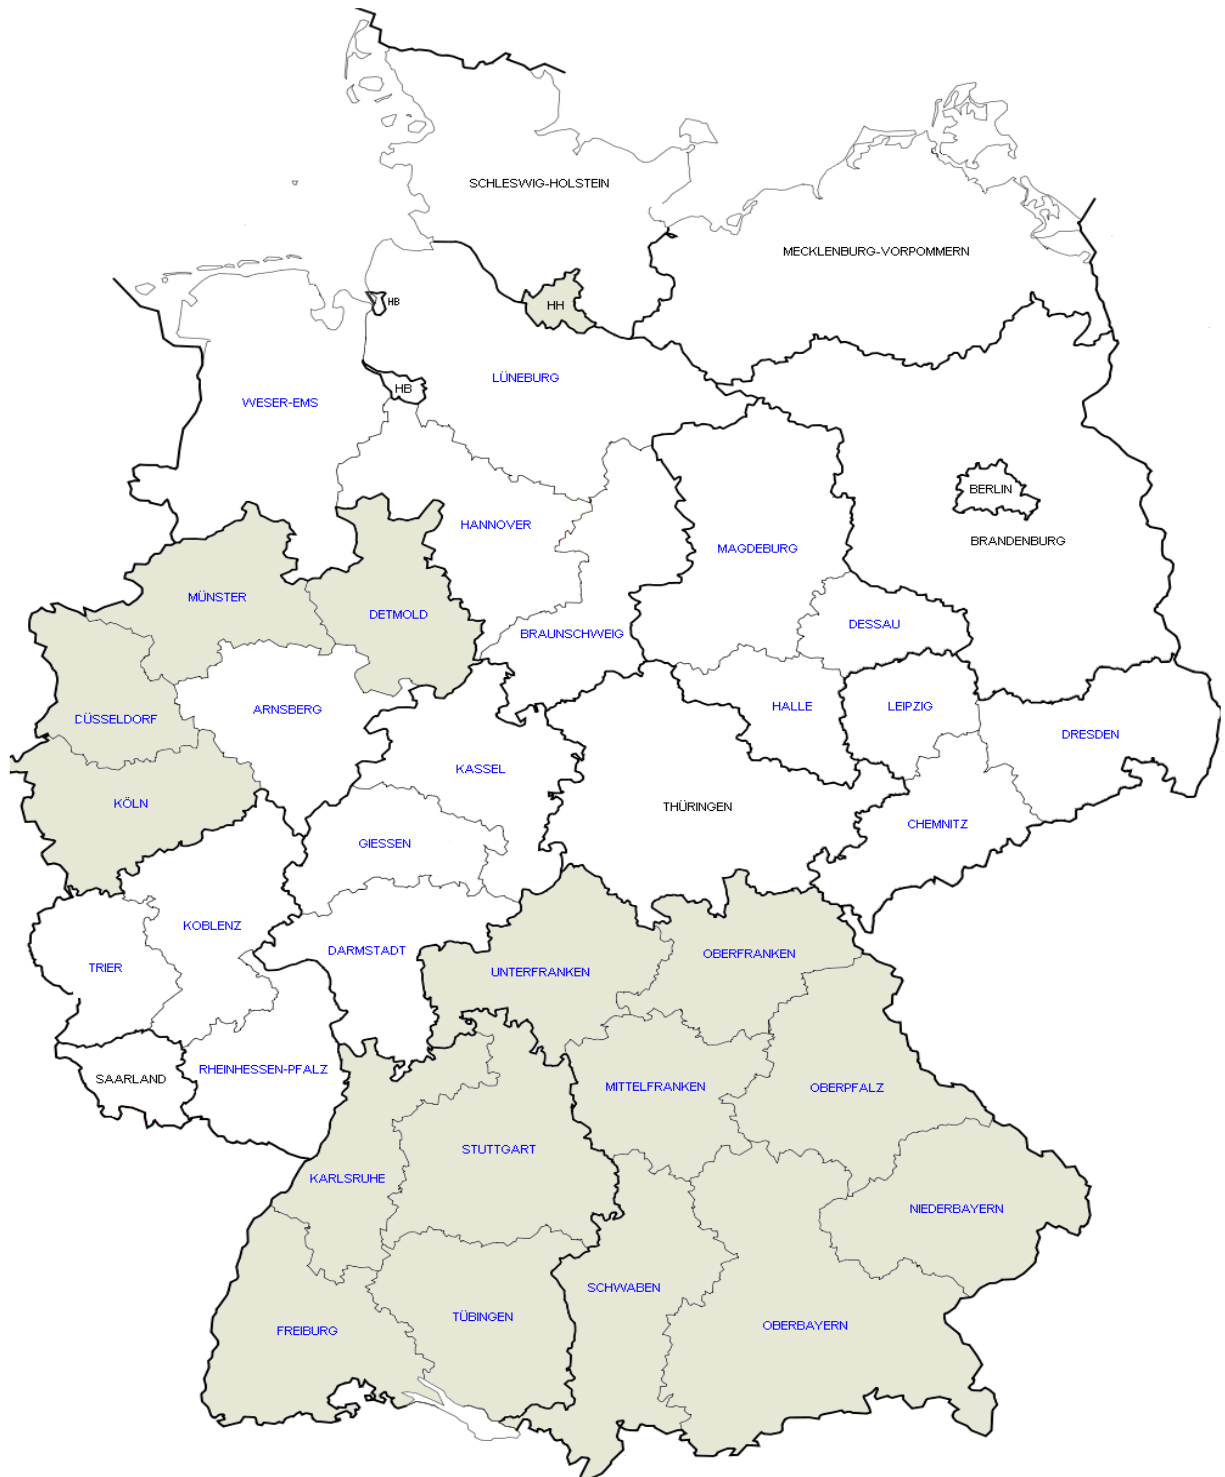 SCHLESWIG-HOLSTEIN
MECKLENBURG-VORPOMMERN
HB
HH
LÜNEBURG
HB
WESER-EMS
BERLIN
HANNOVER
BRANDENBURG
MAGDEBURG
MÜNSTER
DETMOLD
DESSAU
BRAUNSCHWEIG
ARNSBERG
HALLE
LEIPZIG
DÜSSELDORF
DRESDEN
KASSEL
KÖLN
THÜRINGEN
CHEMNITZ
GIESSEN
KOBLENZ
DARMSTADT
OBERFRANKEN
TRIER
UNTERFRANKEN
RHEINHESSEN-PFALZ
SAARLAND
MITTELFRANKEN
OBERPFALZ
STUTTGART
KARLSRUHE
NIEDERBAYERN
SCHWABEN
TÜBINGEN
OBERBAYERN
FREIBURG